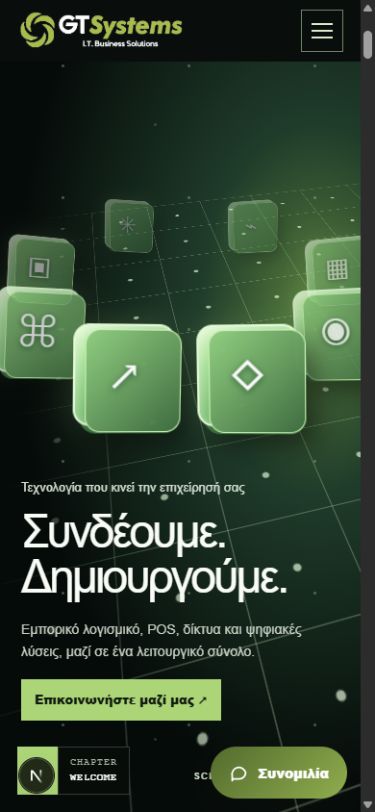 GTSystems
I.T. Business Solutions
Τεχνολογία που κινεί την επιχείρησή σας
Συνδέουμε.
Δημιουργούμε.
Εμπορικό λογισμικό, POS, δίκτυα και ψηφιακές
λύσεις, μαζί σε ένα λειτουργικό σύνολο.
Επικοινωνήστε μαζί μας ↗
N
CHAPTER
WELCOME
Συνομιλία